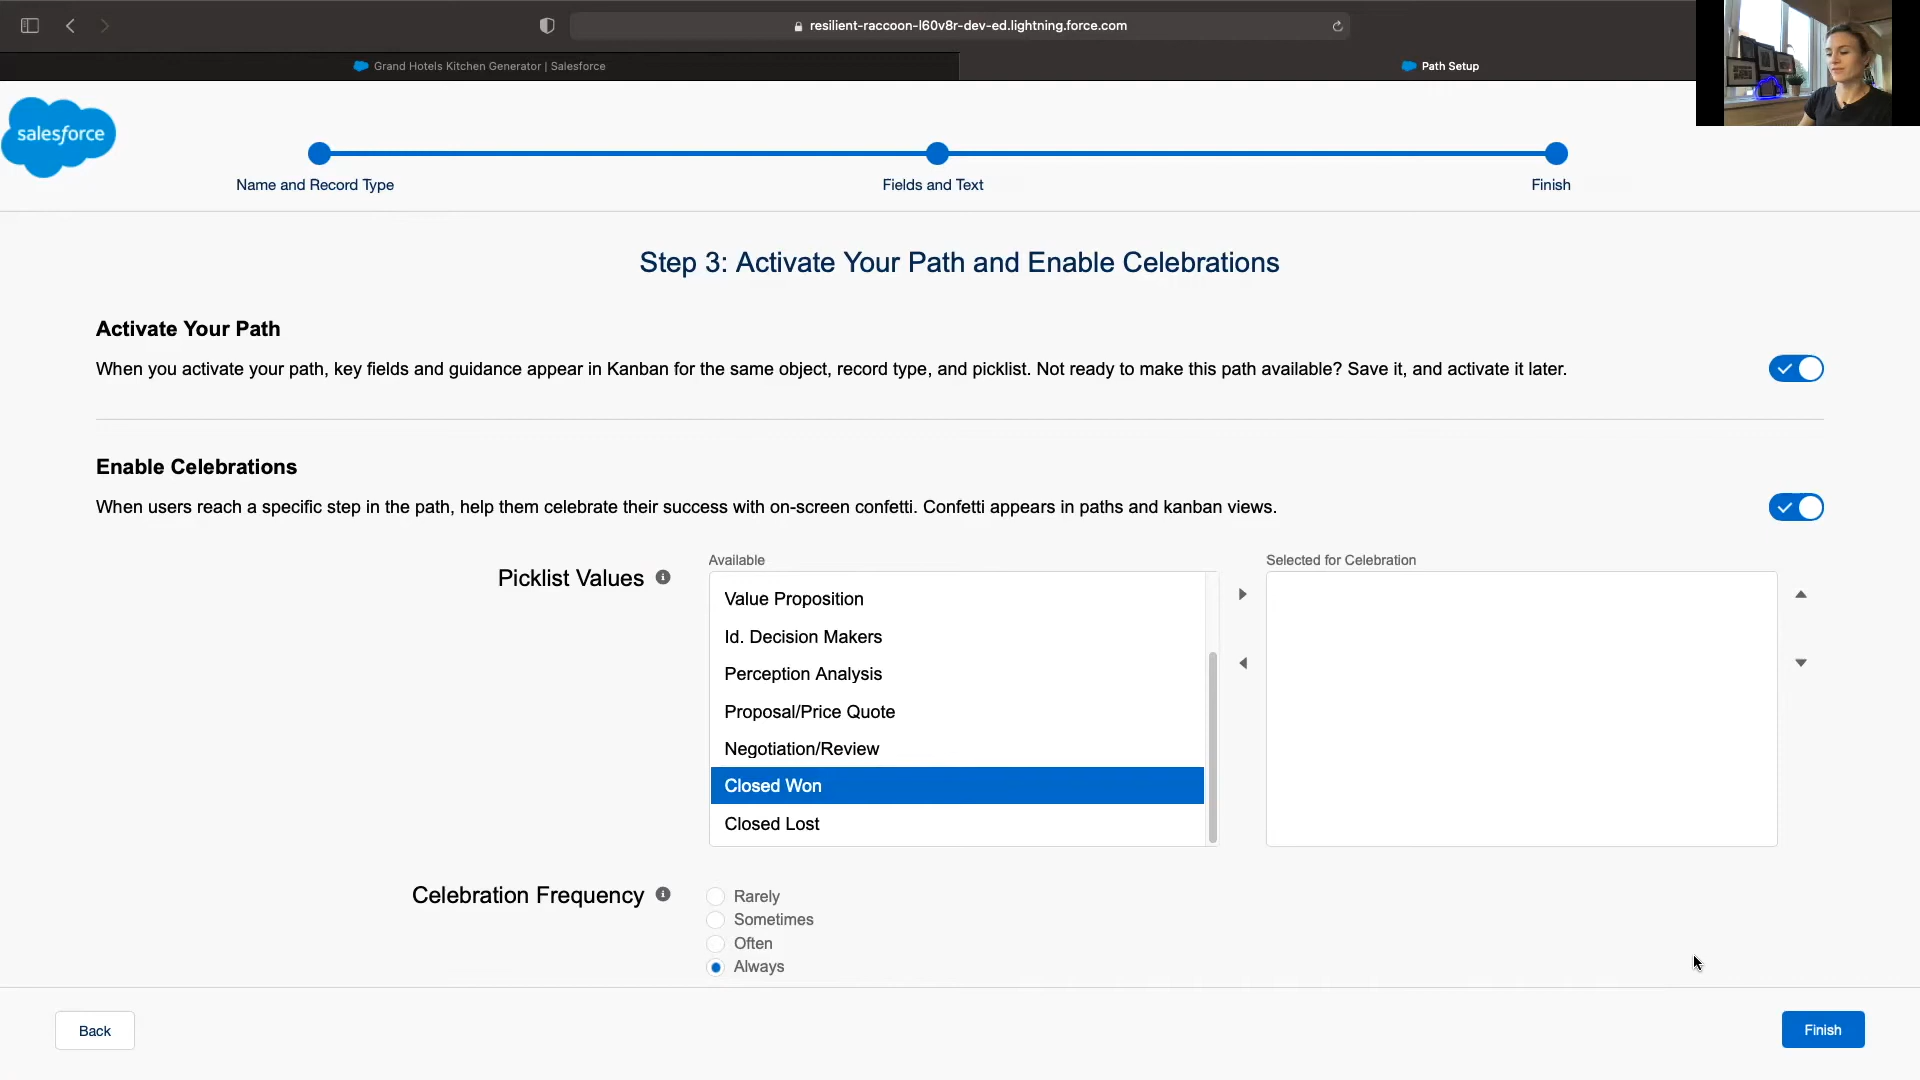 resilient-raccoon-l60v8r-dev-ed.lightning.force.com
Grand Hotels Kitchen Generator | Salesforce
Path Setup
salesforce
Name and Record Type
Fields and Text
Finish
Step 3: Activate Your Path and Enable Celebrations
Activate Your Path
When you activate your path, key fields and guidance appear in Kanban for the same object, record type, and picklist. Not ready to make this path available? Save it, and activate it later.
Enable Celebrations
When users reach a specific step in the path, help them celebrate their success with on-screen confetti. Confetti appears in paths and kanban views.
Picklist Values
Available
Value Proposition
Id. Decision Makers
Perception Analysis
Proposal/Price Quote
Negotiation/Review
Closed Won
Closed Lost
Selected for Celebration
Celebration Frequency
Rarely
Sometimes
Often
Always
Back
Finish